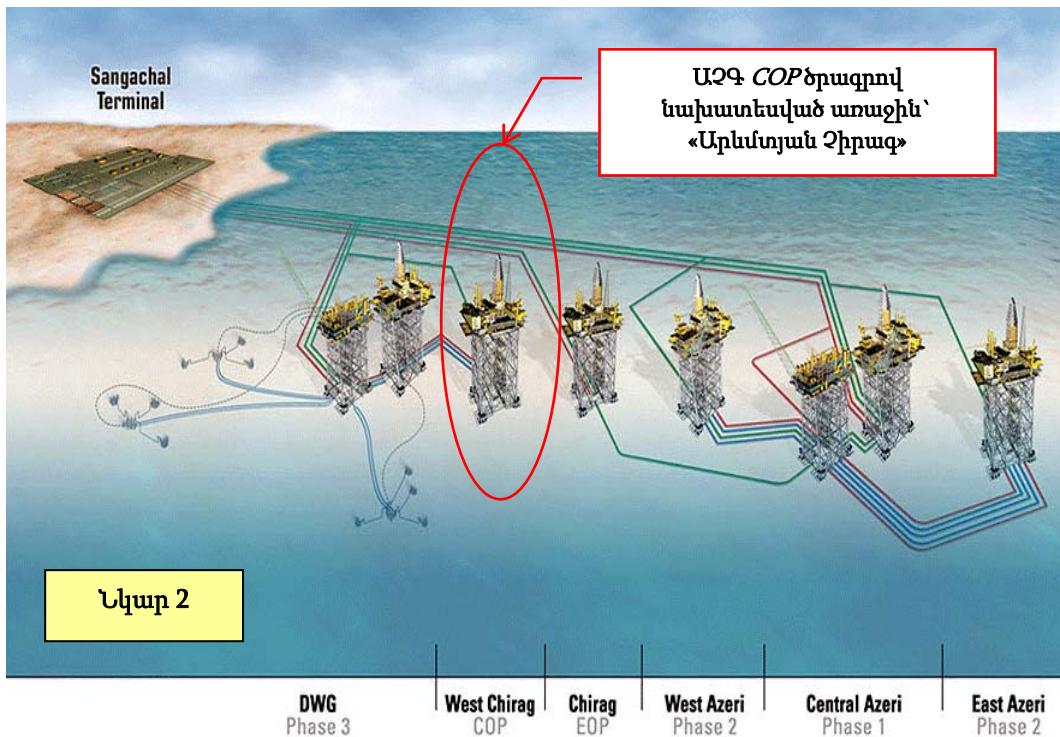 Sangachal
Terminal
ԱՉԳ COP ծրագրով
նախատեսված առաջին՝
«Արևմտյան Չիրագ»
Նկար 2
DWG
Phase 3
West Chirag
COP
Chirag
EOP
West Azeri
Phase 2
Central Azeri
Phase 1
East Azeri
Phase 2